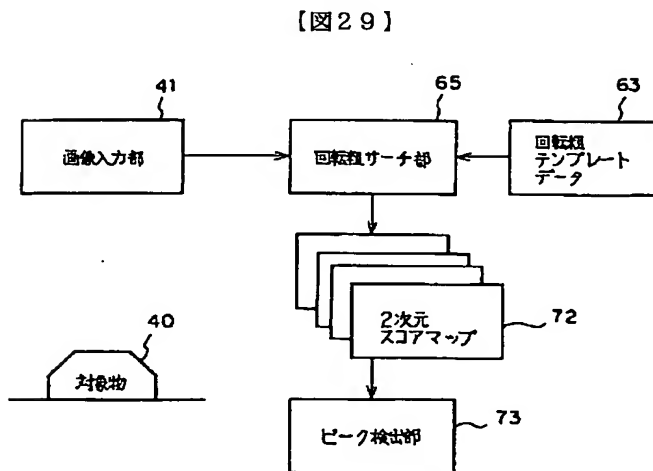 【図29】
41
65
63
画像入力部
回転粗サーチ部
回転粗
テンプレート
データ
2次元
スコアマップ
72
40
対象物
ピーク検出部
73